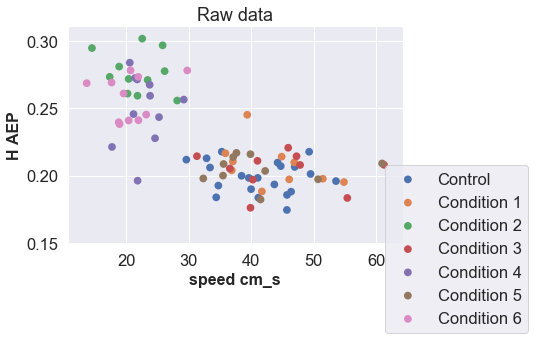 Raw data
0.30
0.25
0.20
0.15
H AEP
20
30
40
50
60
speed cm_s
Control
Condition 1
Condition 2
Condition 3
Condition 4
Condition 5
Condition 6